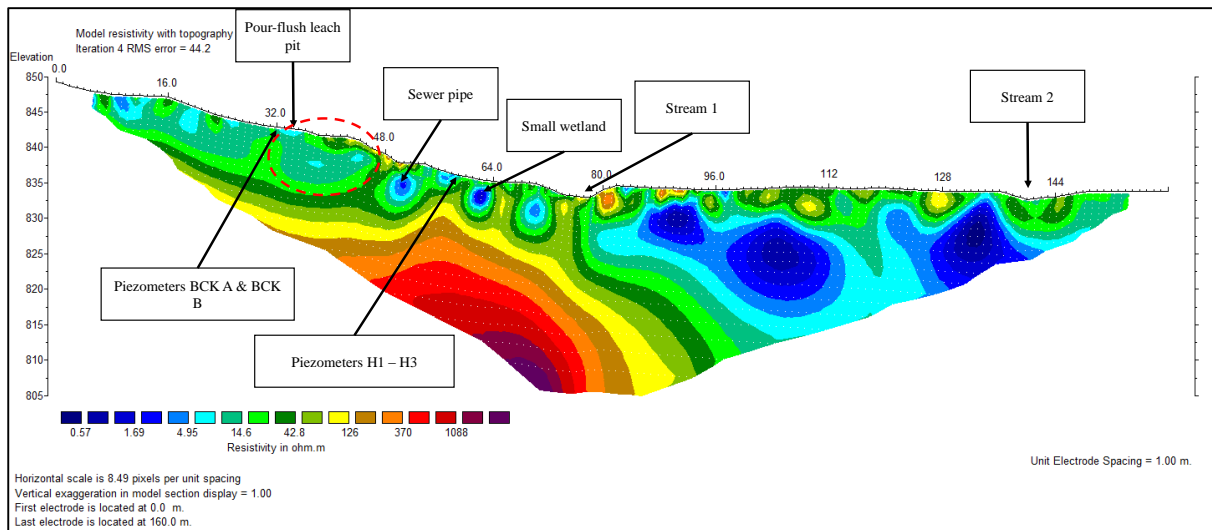 Model resistivity with topography
Iteration 4 RMS error = 44.2
Pour-flush leach
pit
Elevation
850
845
840
835
830
825
820
815
810
805
0.0
16.0
32.0
48.0
64.0
80.0
96.0
112
128
144
Sewer pipe
Small wetland
Stream 1
Stream 2
Piezometers BCK A & BCK
B
Piezometers H1 – H3
0.57 1.69 4.95 14.6 42.8 126 370 1088
Resistivity in ohm.m
Unit Electrode Spacing = 1.00 m.
Horizontal scale is 8.49 pixels per unit spacing
Vertical exaggeration in model section display = 1.00
First electrode is located at 0.0 m.
Last electrode is located at 160.0 m.